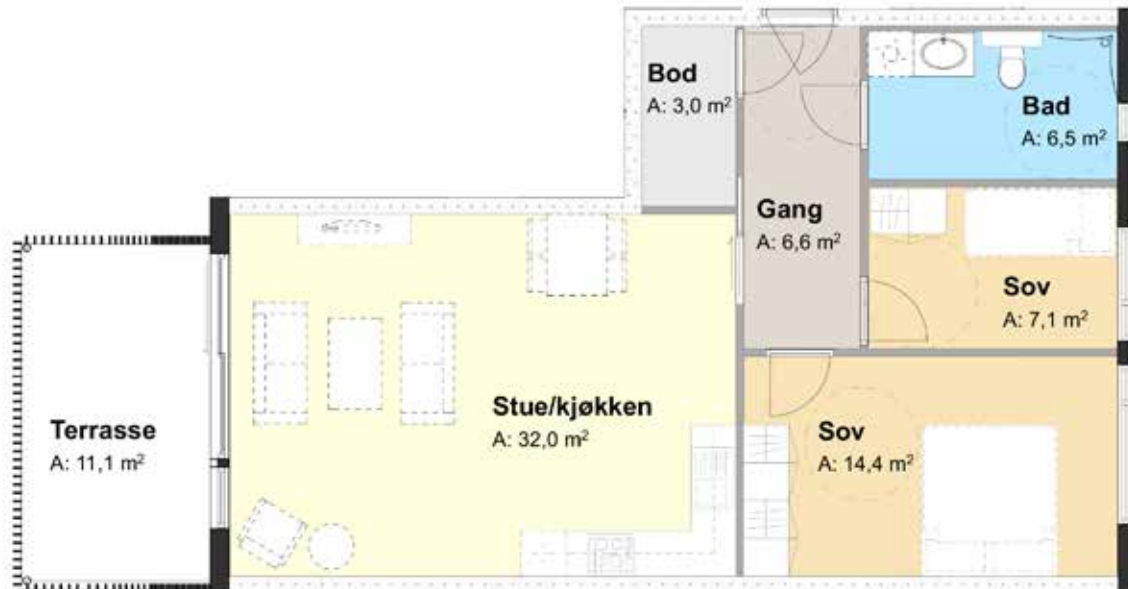 Bod
A: 3,0 m²
Bad
A: 6,5 m²
Gang
A: 6,6 m²
Sov
A: 7,1 m²
Stue/kjøkken
A: 32,0 m²
Sov
A: 14,4 m²
Terrasse
A: 11,1 m²